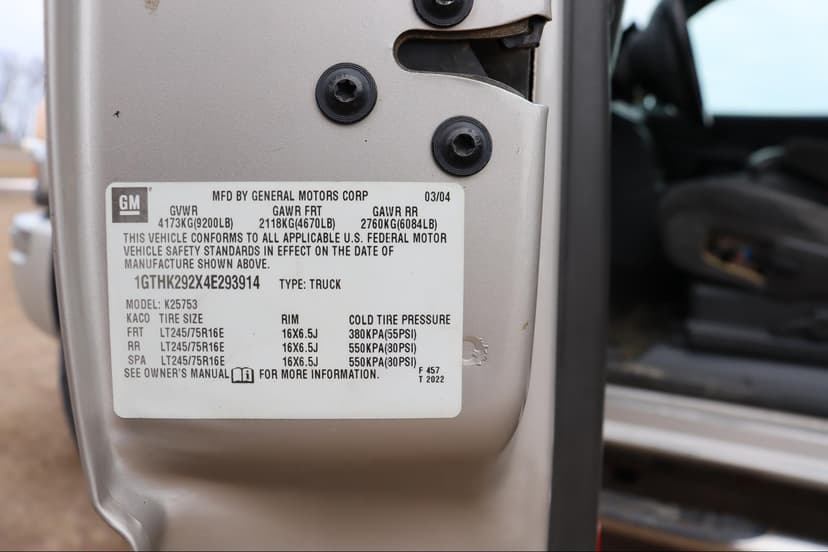 GM MFD BY GENERAL MOTORS CORP 03/04
GVWR GAWR FRT GAWR RR
4173KG(9200LB) 2118KG(4670LB) 2760KG(6084LB)
THIS VEHICLE CONFORMS TO ALL APPLICABLE U.S. FEDERAL MOTOR
VEHICLE SAFETY STANDARDS IN EFFECT ON THE DATE OF
MANUFACTURE SHOWN ABOVE.
1GTHK292X4E293914 TYPE: TRUCK
MODEL: K25753
KACO TIRE SIZE RIM COLD TIRE PRESSURE
FRT LT245/75R16E 16X6.5J 380KPA(55PSI)
RR LT245/75R16E 16X6.5J 550KPA(80PSI)
SPA LT245/75R16E 16X6.5J 550KPA(80PSI)
SEE OWNER'S MANUAL FOR MORE INFORMATION. F 457
T 2022